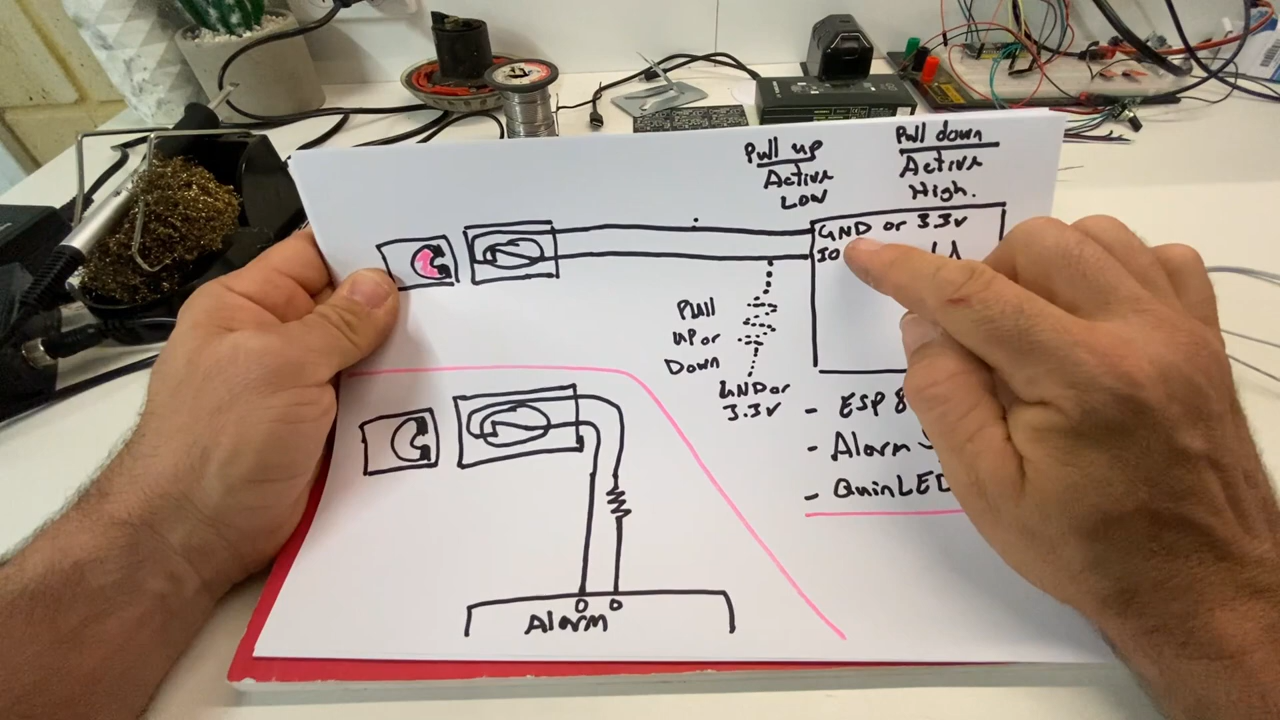 Pull up
Active
Low
Pull down
Active
High.
GND or 3.3v
IO
Pull
up or
Down
GND or
3.3v
- ESP 8
- Alarm
- QuinLED
Alarm